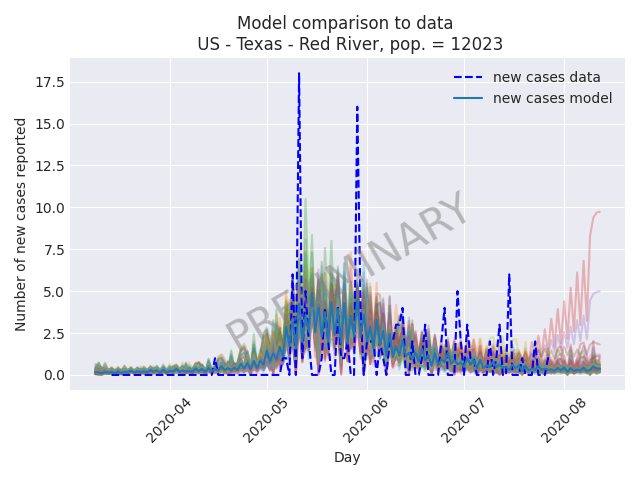 Model comparison to data
US - Texas - Red River, pop. = 12023
new cases data
new cases model
Number of new cases reported
17.5
15.0
12.5
10.0
7.5
5.0
2.5
0.0
PRELIMINARY
2020-04
2020-05
2020-06
2020-07
2020-08
Day